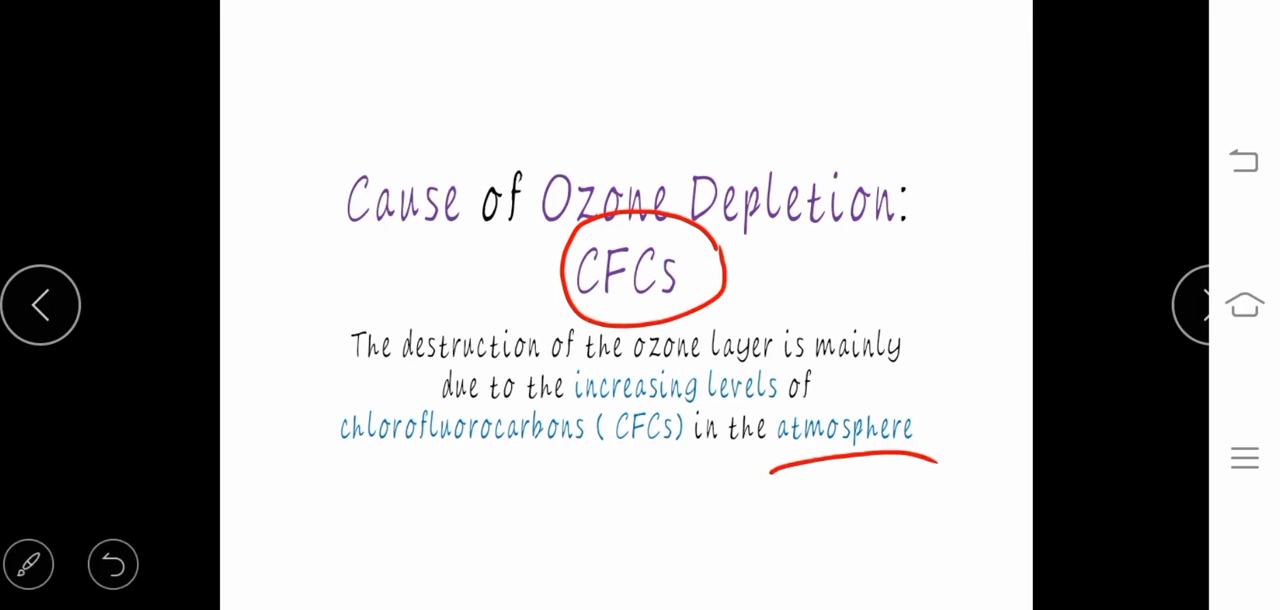 Cause of Ozone Depletion:
CFCs
The destruction of the ozone layer is mainly
due to the increasing levels of
chlorofluorocarbons ( CFCs) in the atmosphere